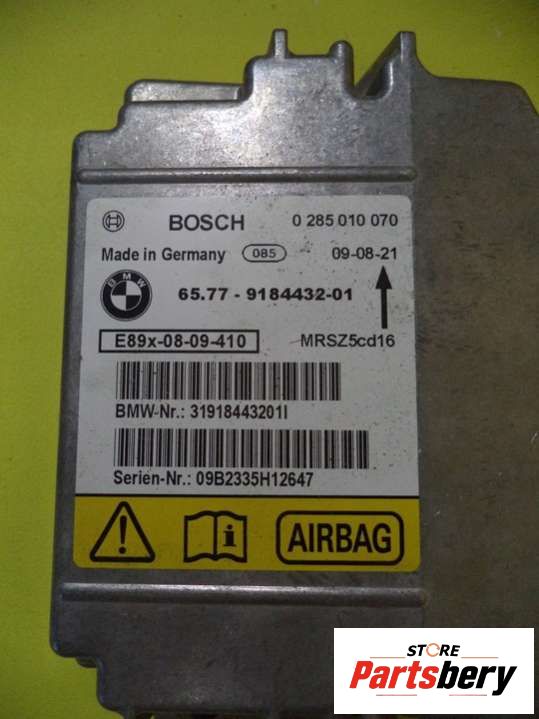 BOSCH 0 285 010 070
Made in Germany 085 09-08-21
BMW 65.77 - 9184432-01
E89x-08-09-410 MRSZ5cd16
BMW-Nr.: 31918443201I
Serien-Nr.: 09B2335H12647
! i AIRBAG
STORE
Partsbery